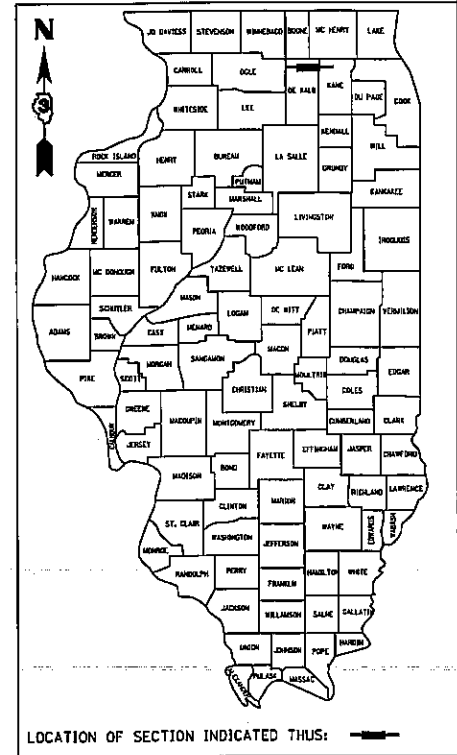 N
JO DAVIESS STEVENSON WINNEBAGO BOONE MC HENRY LAKE
CARROLL OGLE DE KALB KANE COOK
DU PAGE
WHITESIDE LEE
KENDALL WILL
ROCK ISLAND HENRY BUREAU LA SALLE GRUNDY
MERCER PUTNAM KANKAKEE
STARK MARSHALL
HENDERSON WARREN KNOX LIVINGSTON
PEORIA WOODFORD IROQUOIS
HANCOCK MC DONOUGH FULTON TAZEWELL MC LEAN FORD
MASON
SCHUYLER LOGAN DE WITT CHAMPAIGN VERMILION
ADAMS BROWN CASS MENARD PIATT
MACON
MORGAN SANGAMON DOUGLAS EDGAR
PIKE SCOTT MOULTRIE
CHRISTIAN COLES
GREENE SHELBY
CALHOUN MACOUPIN MONTGOMERY CUMBERLAND CLARK
JERSEY
FAYETTE EFFINGHAM JASPER CRAWFORD
MADISON BOND
CLAY RICHLAND LAWRENCE
CLINTON MARION
ST. CLAIR WAYNE EDWARDS WABASH
WASHINGTON JEFFERSON
MONROE
RANDOLPH PERRY HAMILTON WHITE
FRANKLIN
JACKSON WILLIAMSON SALINE GALLATIN
UNION JOHNSON POPE HARDIN
ALEXANDER PULASKI MASSAC
LOCATION OF SECTION INDICATED THUS: